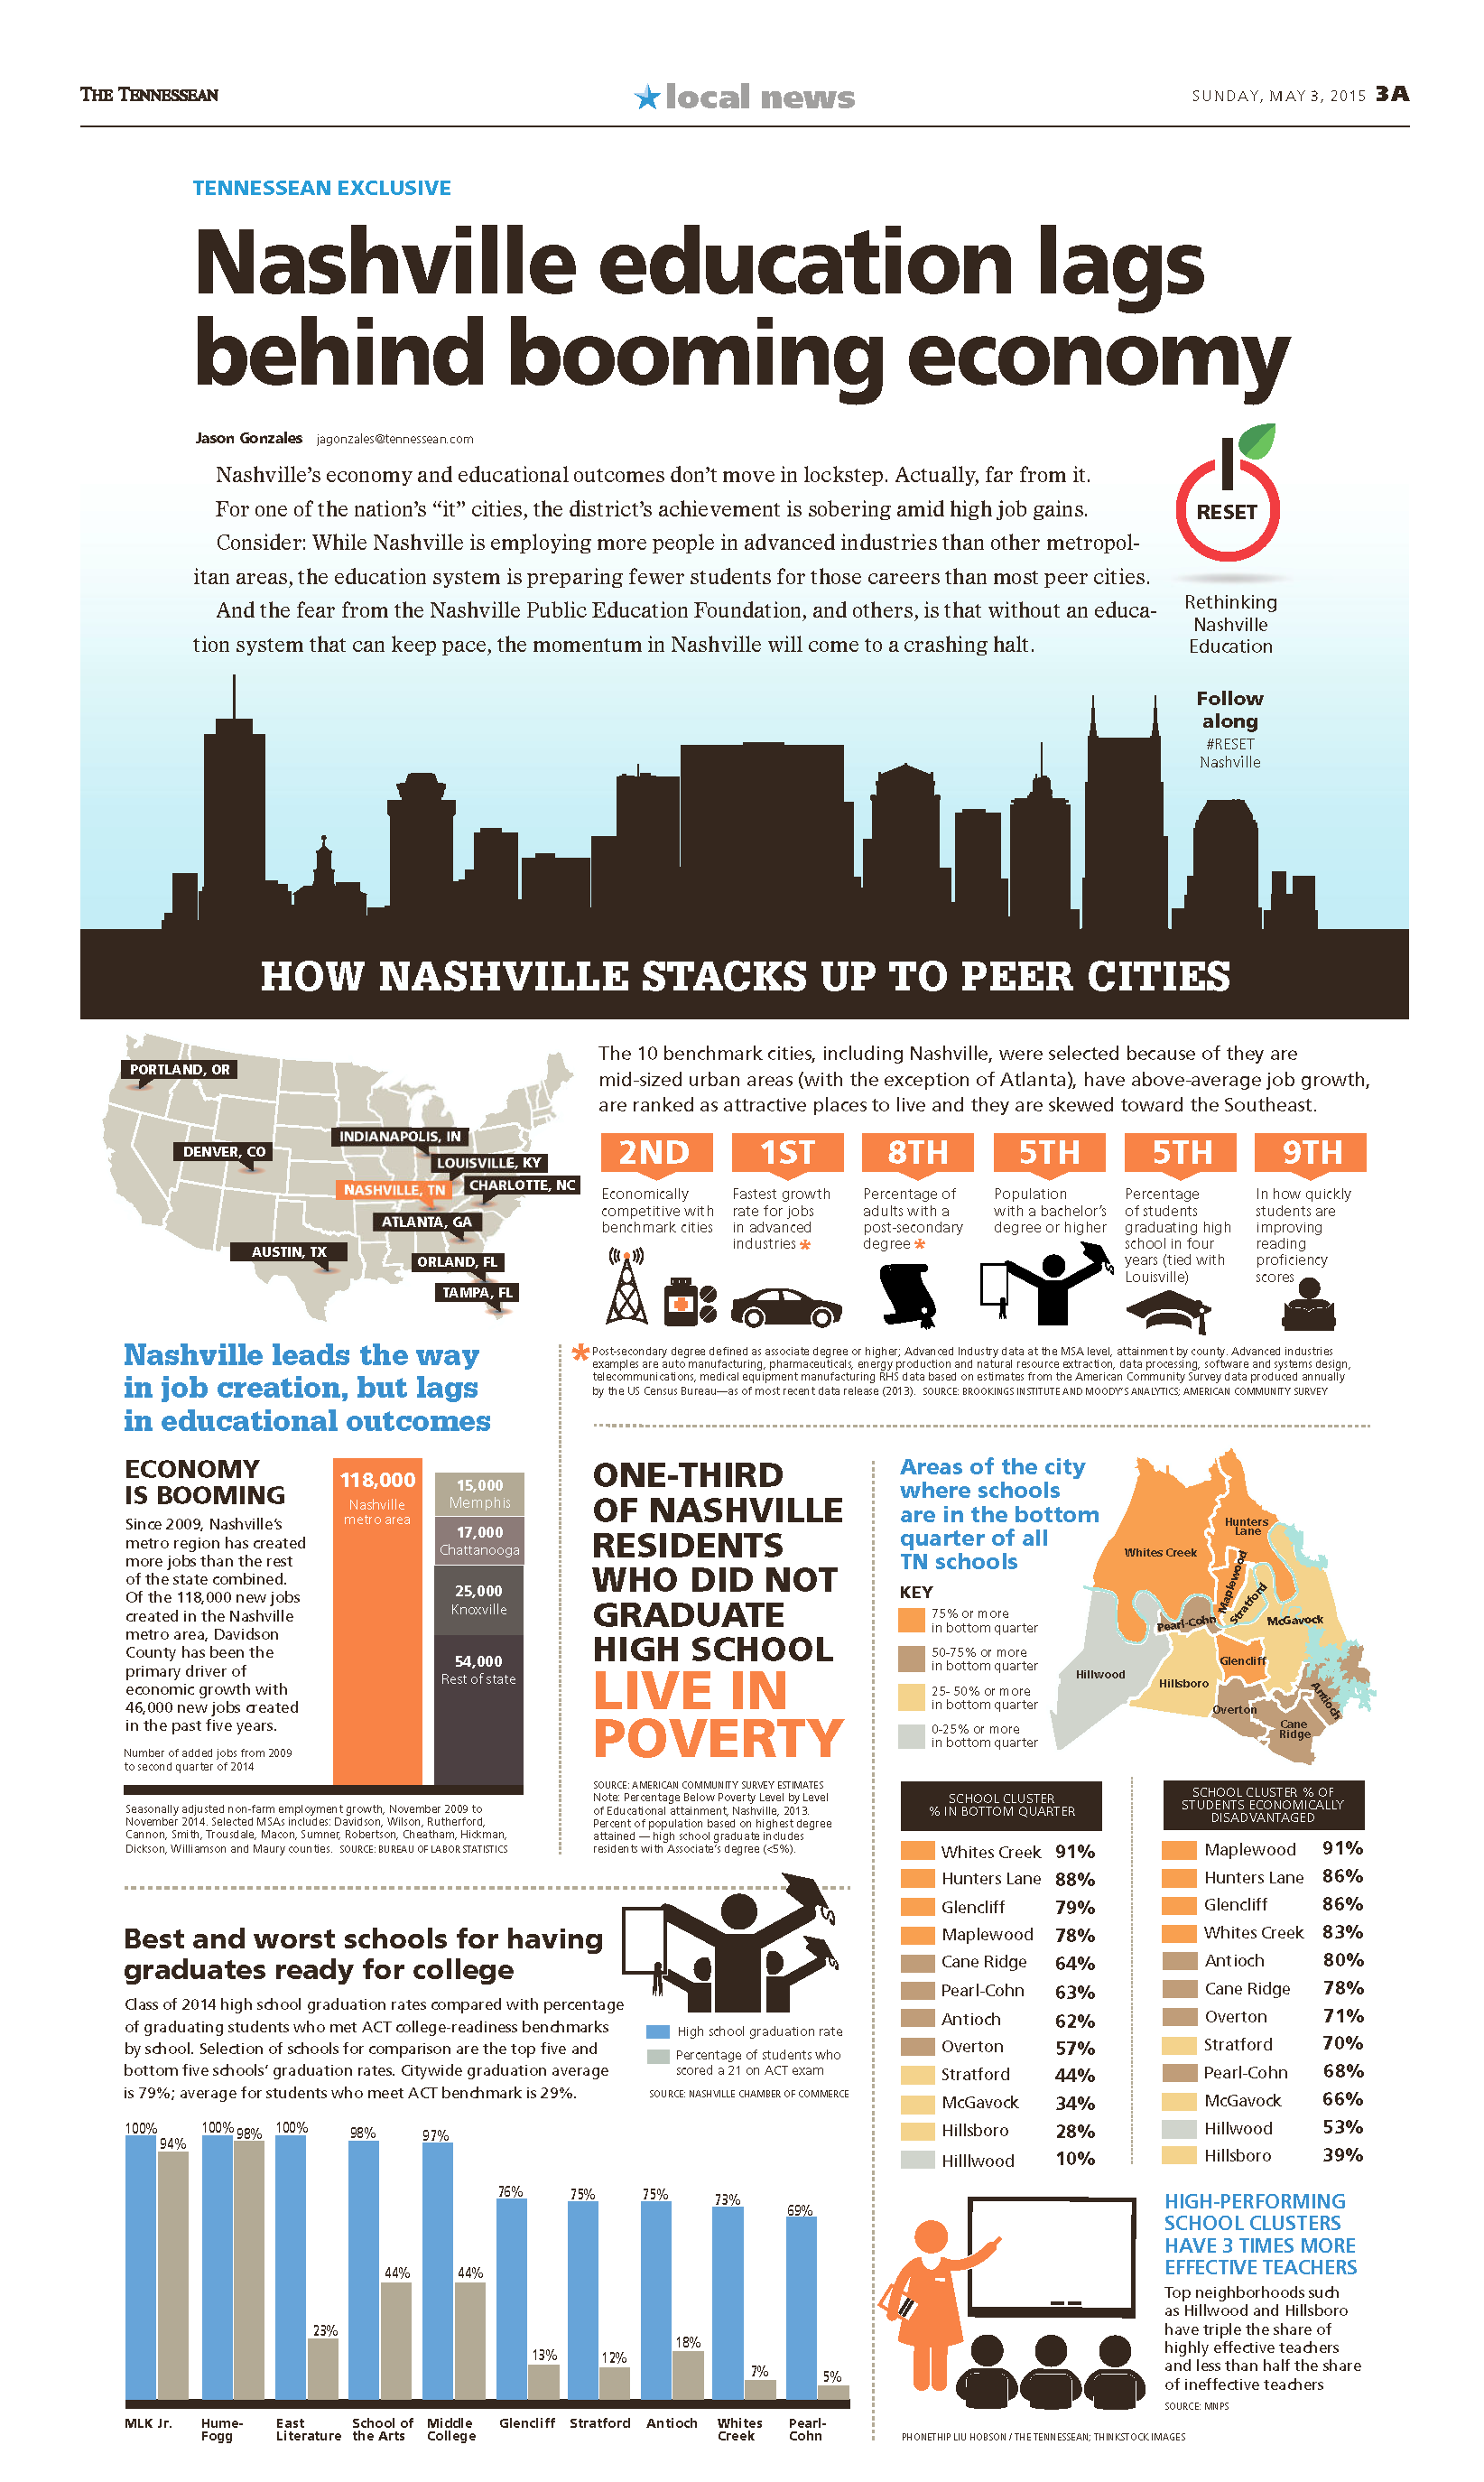 THE TENNESSEAN
local news
SUNDAY, MAY 3, 2015 3A
TENNESSEAN EXCLUSIVE
Nashville education lags
behind booming economy
Jason Gonzales jagonzales@tennessean.com
Nashville's economy and educational outcomes don't move in lockstep. Actually, far from it.
For one of the nation's “it” cities, the district's achievement is sobering amid high job gains.
Consider: While Nashville is employing more people in advanced industries than other metropol-
itan areas, the education system is preparing fewer students for those careers than most peer cities.
And the fear from the Nashville Public Education Foundation, and others, is that without an educa-
tion system that can keep pace, the momentum in Nashville will come to a crashing halt.
RESET
Rethinking
Nashville
Education
Follow
along
#RESET
Nashville
HOW NASHVILLE STACKS UP TO PEER CITIES
PORTLAND, OR
INDIANAPOLIS, IN
DENVER, CO
LOUISVILLE, KY
NASHVILLE, TN
CHARLOTTE, NC
ATLANTA, GA
AUSTIN, TX
ORLAND, FL
TAMPA, FL
The 10 benchmark cities, including Nashville, were selected because of they are
mid-sized urban areas (with the exception of Atlanta), have above-average job growth,
are ranked as attractive places to live and they are skewed toward the Southeast.
2ND
Economically
competitive with
benchmark cities
1ST
Fastest growth
rate for jobs
in advanced
industries *
8TH
Percentage of
adults with a
post-secondary
degree *
5TH
Population
with a bachelor's
degree or higher
5TH
Percentage
of students
graduating high
school in four
years (tied with
Louisville)
9TH
In how quickly
students are
improving
reading
proficiency
scores
* Post-secondary degree defined as associate degree or higher; Advanced Industry data at the MSA level, attainment by county. Advanced industries
examples are auto manufacturing, pharmaceuticals, energy production and natural resource extraction, data processing, software and systems design,
telecommunications, medical equipment manufacturing RHS data based on estimates from the American Community Survey data produced annually
by the US Census Bureau—as of most recent data release (2013). SOURCE: BROOKINGS INSTITUTE AND MOODY'S ANALYTICS; AMERICAN COMMUNITY SURVEY
Nashville leads the way
in job creation, but lags
in educational outcomes
ECONOMY
IS BOOMING
Since 2009, Nashville's
metro region has created
more jobs than the rest
of the state combined.
Of the 118,000 new jobs
created in the Nashville
metro area, Davidson
County has been the
primary driver of
economic growth with
46,000 new jobs created
in the past five years.
Number of added jobs from 2009
to second quarter of 2014
118,000
Nashville
metro area
15,000
Memphis
17,000
Chattanooga
25,000
Knoxville
54,000
Rest of state
Seasonally adjusted non-farm employment growth, November 2009 to
November 2014. Selected MSAs includes: Davidson, Wilson, Rutherford,
Cannon, Smith, Trousdale, Macon, Sumner, Robertson, Cheatham, Hickman,
Dickson, Williamson and Maury counties. SOURCE: BUREAU OF LABOR STATISTICS
ONE-THIRD
OF NASHVILLE
RESIDENTS
WHO DID NOT
GRADUATE
HIGH SCHOOL
LIVE IN
POVERTY
SOURCE: AMERICAN COMMUNITY SURVEY ESTIMATES
Note: Percentage Below Poverty Level by Level
of Educational attainment, Nashville, 2013.
Percent of population based on highest degree
attained — high school graduate includes
residents with Associate's degree (<5%).
Areas of the city
where schools
are in the bottom
quarter of all
TN schools
KEY
75% or more
in bottom quarter
50-75% or more
in bottom quarter
25- 50% or more
in bottom quarter
0-25% or more
in bottom quarter
Hunters
Lane
Whites Creek
Maplewood
Stratford
Pearl-Cohn
McGavock
Glencliff
Hillwood
Hillsboro
Antioch
Overton
Cane
Ridge
SCHOOL CLUSTER
% IN BOTTOM QUARTER
Whites Creek 91%
Hunters Lane 88%
Glencliff 79%
Maplewood 78%
Cane Ridge 64%
Pearl-Cohn 63%
Antioch 62%
Overton 57%
Stratford 44%
McGavock 34%
Hillsboro 28%
Hilllwood 10%
SCHOOL CLUSTER % OF
STUDENTS ECONOMICALLY
DISADVANTAGED
Maplewood 91%
Hunters Lane 86%
Glencliff 86%
Whites Creek 83%
Antioch 80%
Cane Ridge 78%
Overton 71%
Stratford 70%
Pearl-Cohn 68%
McGavock 66%
Hillwood 53%
Hillsboro 39%
Best and worst schools for having
graduates ready for college
Class of 2014 high school graduation rates compared with percentage
of graduating students who met ACT college-readiness benchmarks
by school. Selection of schools for comparison are the top five and
bottom five schools' graduation rates. Citywide graduation average
is 79%; average for students who meet ACT benchmark is 29%.
High school graduation rate
Percentage of students who
scored a 21 on ACT exam
SOURCE: NASHVILLE CHAMBER OF COMMERCE
100% 94%
100% 98%
100% 23%
98% 44%
97% 44%
76% 13%
75% 12%
75% 18%
73% 7%
69% 5%
MLK Jr.
Hume-
Fogg
East
Literature
School of
the Arts
Middle
College
Glencliff
Stratford
Antioch
Whites
Creek
Pearl-
Cohn
HIGH-PERFORMING
SCHOOL CLUSTERS
HAVE 3 TIMES MORE
EFFECTIVE TEACHERS
Top neighborhoods such
as Hillwood and Hillsboro
have triple the share of
highly effective teachers
and less than half the share
of ineffective teachers
SOURCE: MNPS
PHONETHIP LIU HOBSON / THE TENNESSEAN; THINKSTOCK IMAGES